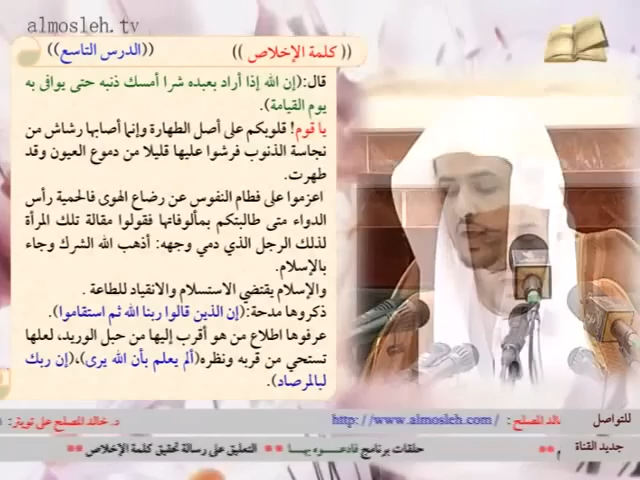 almosleh.tv
((كلمة الإخلاص))
((الدرس التاسع))
قال:(إن الله إذا أراد بعبده شرا أمسك ذنبه حتى يوافى به
يوم القيامة).
يا قوم! قلوبكم على أصل الطهارة وإنما أصابها رشاش من
نجاسة الذنوب فرشوا عليها قليلا من دموع العيون وقد
طهرت.
اعزموا على فطام النفوس عن رضاع الهوى فالحمية رأس
الدواء متى طالبتكم بمألوفاتها فقولوا مقالة تلك المرأة
لذلك الرجل الذي دمي وجهه: أذهب الله الشرك وجاء
بالإسلام.
والإسلام يقتضي الاستسلام والانقياد للطاعة .
ذكروها مدحة:(إن الذين قالوا ربنا الله ثم استقاموا).
عرفوها اطلاع من هو أقرب إليها من حبل الوريد، لعلها
تستحي من قربه ونظره(ألم يعلم بأن الله يرى)،(إن ربك
لبالمرصاد).
للتواصل
خالد المصلح : http://www.almosleh.com/
د. خالد المصلح على تويتر:
جديد القناة
م ** حلقات برنامج فادعـــوه بهـــا ** التعليق على رسالة تحقيق كلمة الإخلاص **